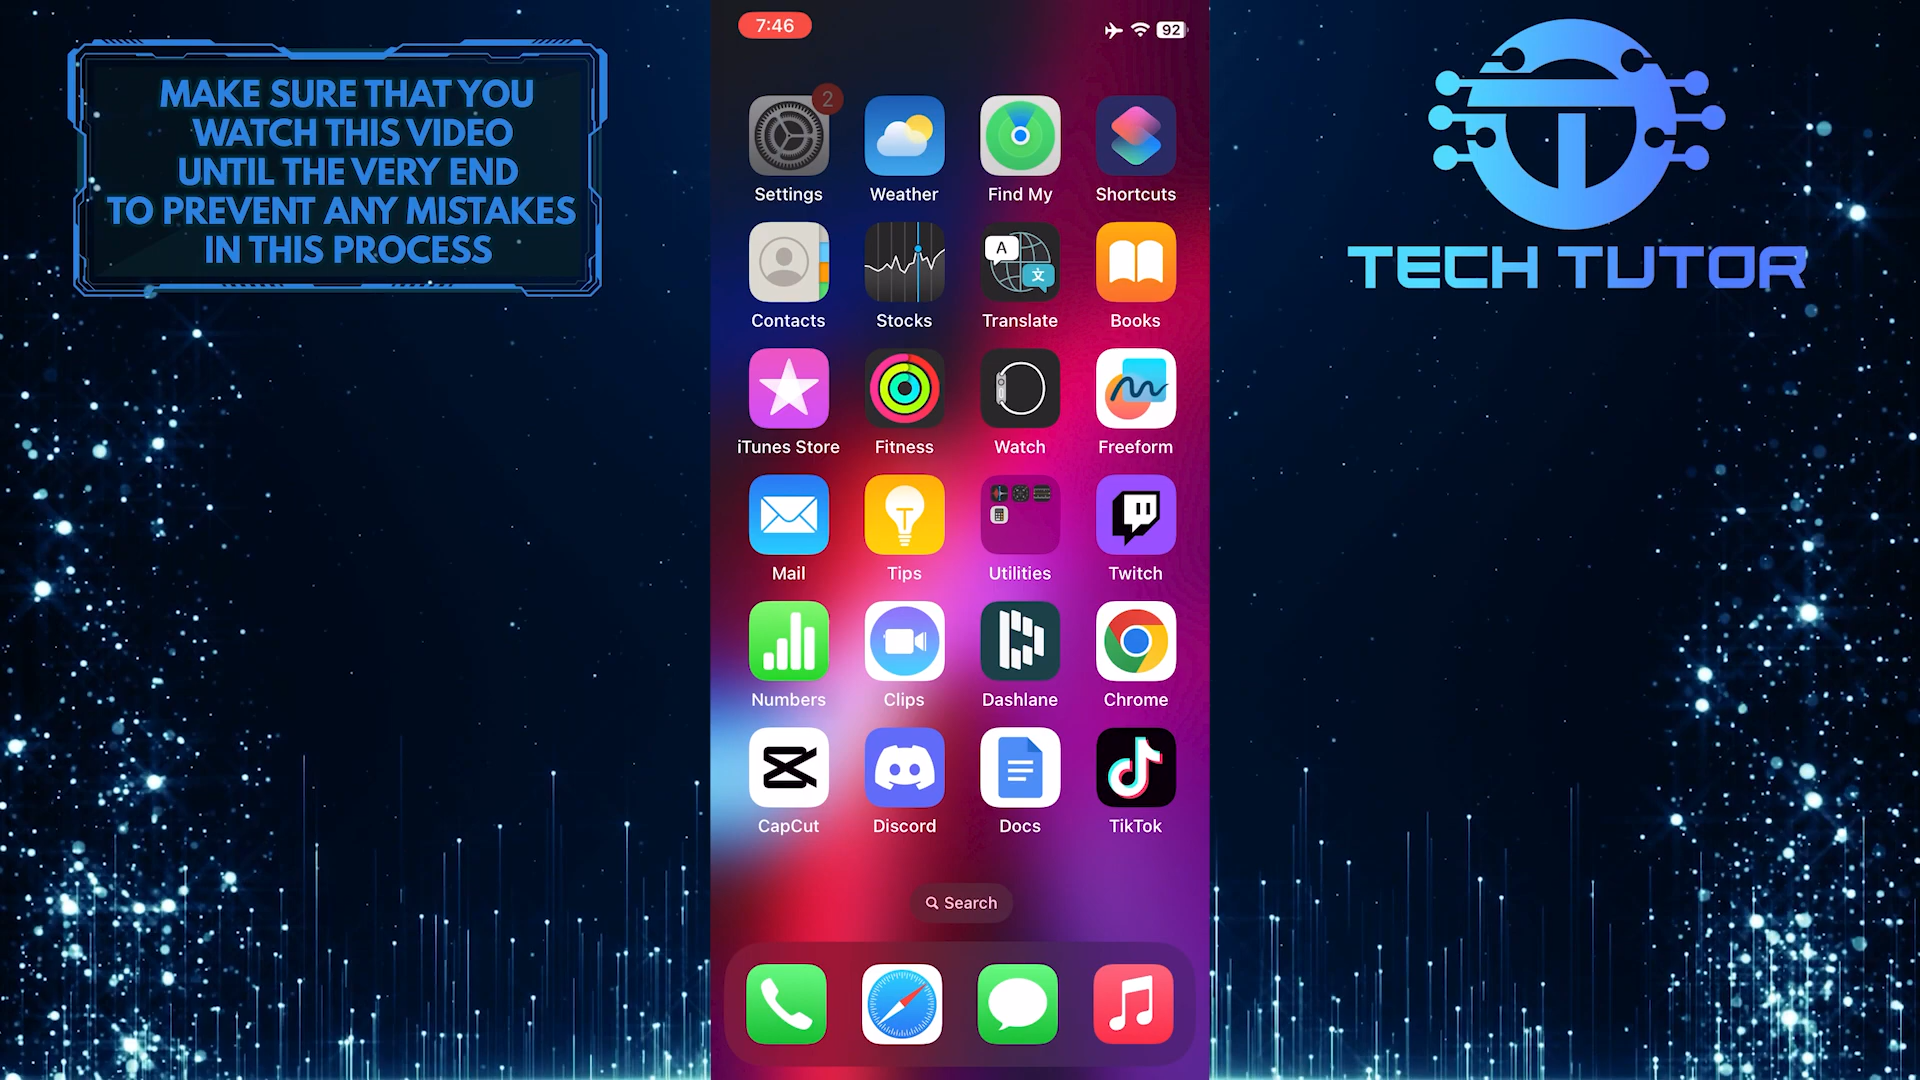 MAKE SURE THAT YOU
WATCH THIS VIDEO
UNTIL THE VERY END
TO PREVENT ANY MISTAKES
IN THIS PROCESS
7:46
92
2
Settings
Weather
Find My
Shortcuts
A
文
Contacts
Stocks
Translate
Books
iTunes Store
Fitness
Watch
Freeform
Mail
Tips
Utilities
Twitch
Numbers
Clips
Dashlane
Chrome
CapCut
Discord
Docs
TikTok
Search
TECH TUTOR